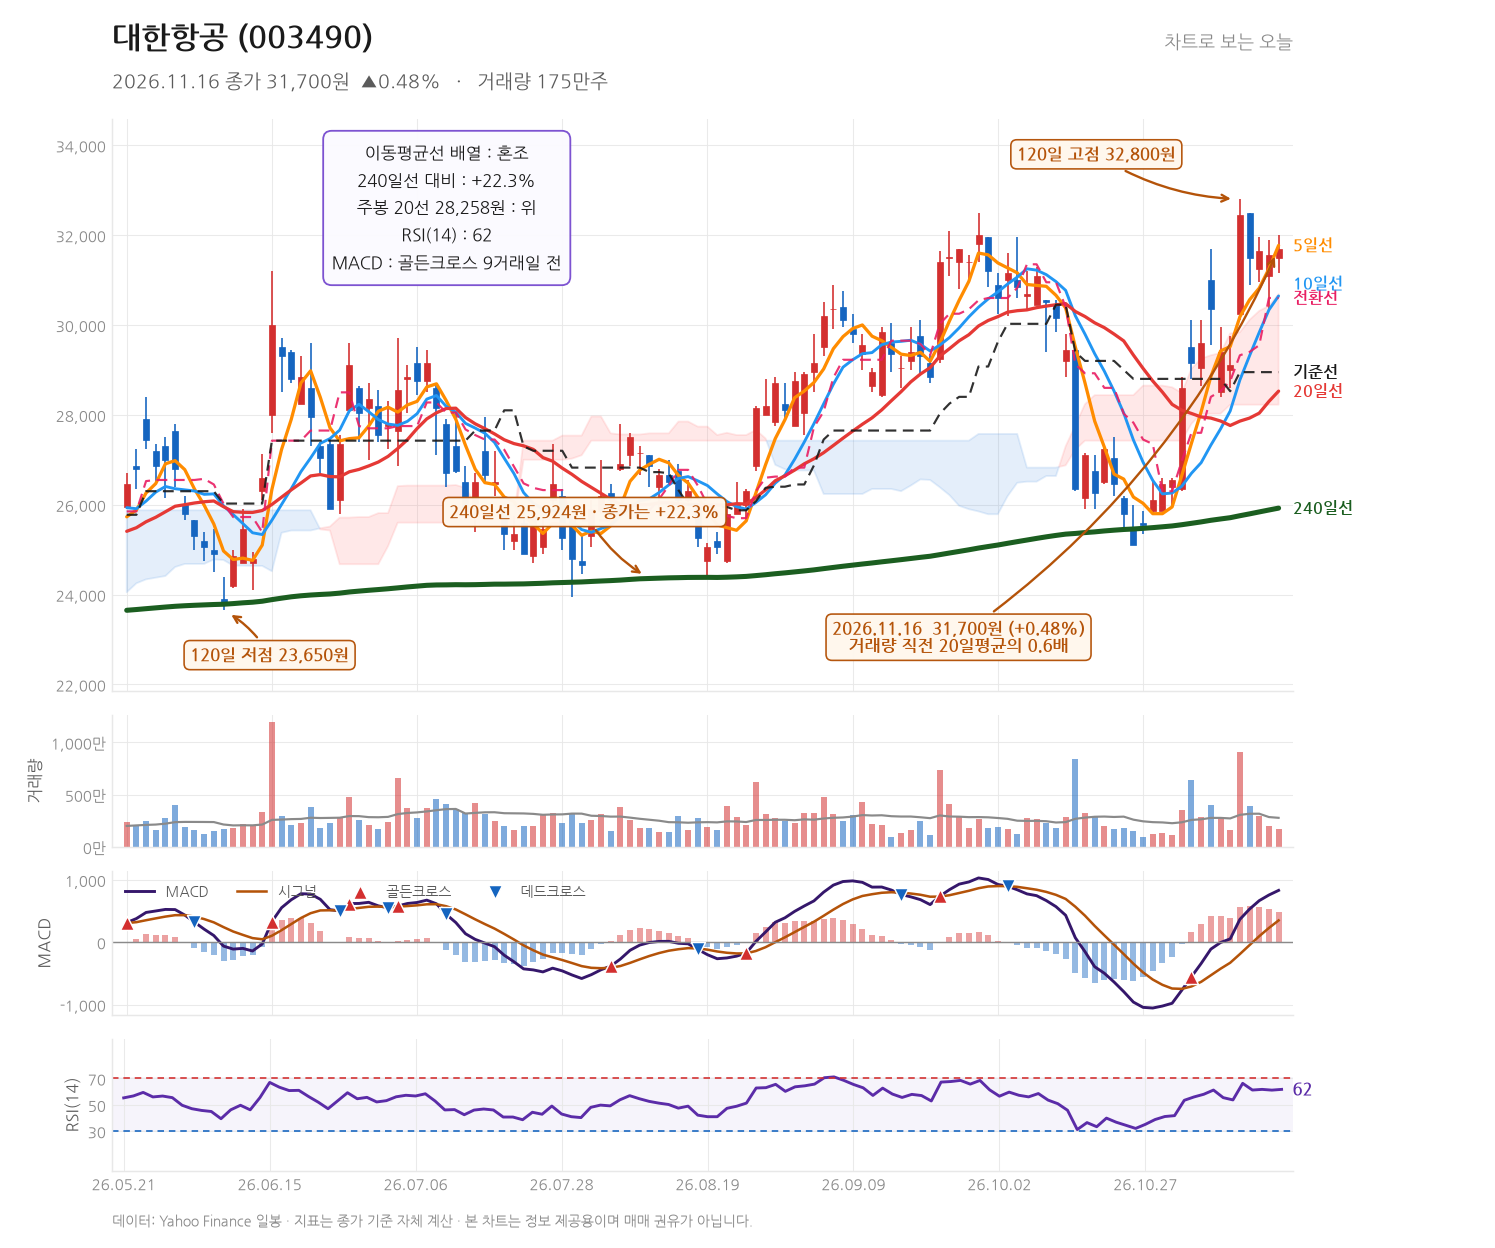 대한항공 (003490)
차트로 보는 오늘
2026.11.16 종가 31,700원 ▲0.48% · 거래량 175만주
34,000
32,000
30,000
28,000
26,000
24,000
22,000
이동평균선 배열 : 혼조
240일선 대비 : +22.3%
주봉 20선 28,258원 : 위
RSI(14) : 62
MACD : 골든크로스 9거래일 전
120일 고점 32,800원
5일선
10일선
전환선
기준선
20일선
240일선
240일선 25,924원 · 종가는 +22.3%
120일 저점 23,650원
2026.11.16 31,700원 (+0.48%)
거래량 직전 20일평균의 0.6배
거래량
1,000만
500만
0만
MACD
1,000
0
-1,000
MACD
시그널
골든크로스
데드크로스
RSI(14)
70
50
30
62
26.05.21
26.06.15
26.07.06
26.07.28
26.08.19
26.09.09
26.10.02
26.10.27
데이터: Yahoo Finance 일봉 · 지표는 종가 기준 자체 계산 · 본 차트는 정보 제공용이며 매매 권유가 아닙니다.